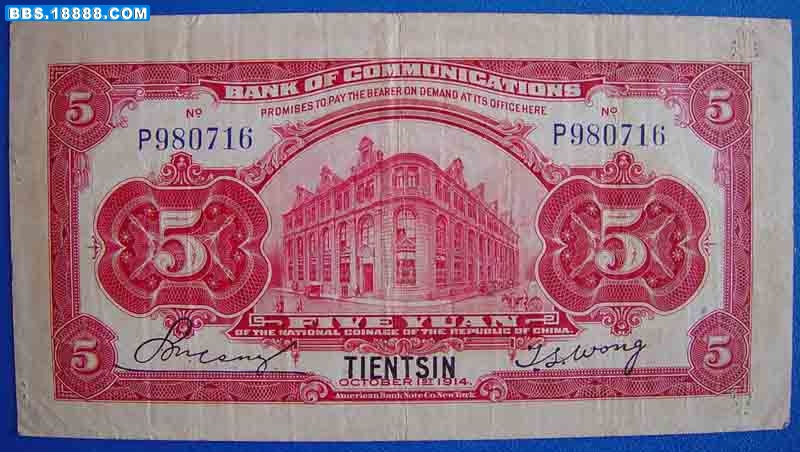 BBS.18888.COM
BANK OF COMMUNICATIONS
PROMISES TO PAY THE BEARER ON DEMAND AT ITS OFFICE HERE
5
5
No
No
P980716
P980716
5
5
FIVE YUAN
OF THE NATIONAL COINAGE OF THE REPUBLIC OF CHINA.
5
5
T.S. Wong
TIENTSIN
OCTOBER 1ST 1914.
American Bank Note Co. New York.